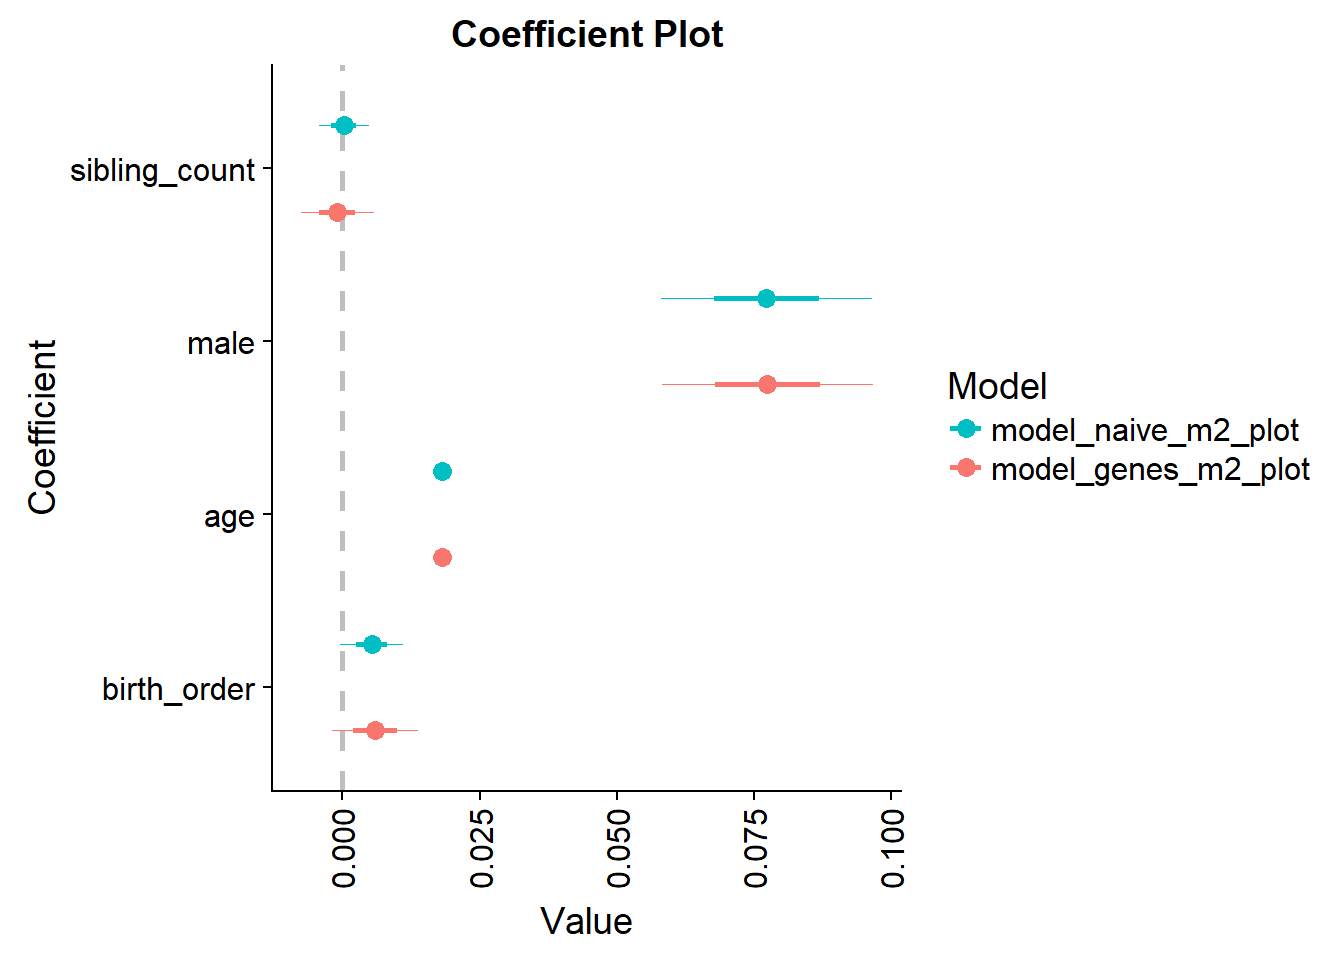 Coefficient Plot
Coefficient
sibling_count
male
age
birth_order
0.000
0.025
0.050
0.075
0.100
Value
Model
model_naive_m2_plot
model_genes_m2_plot